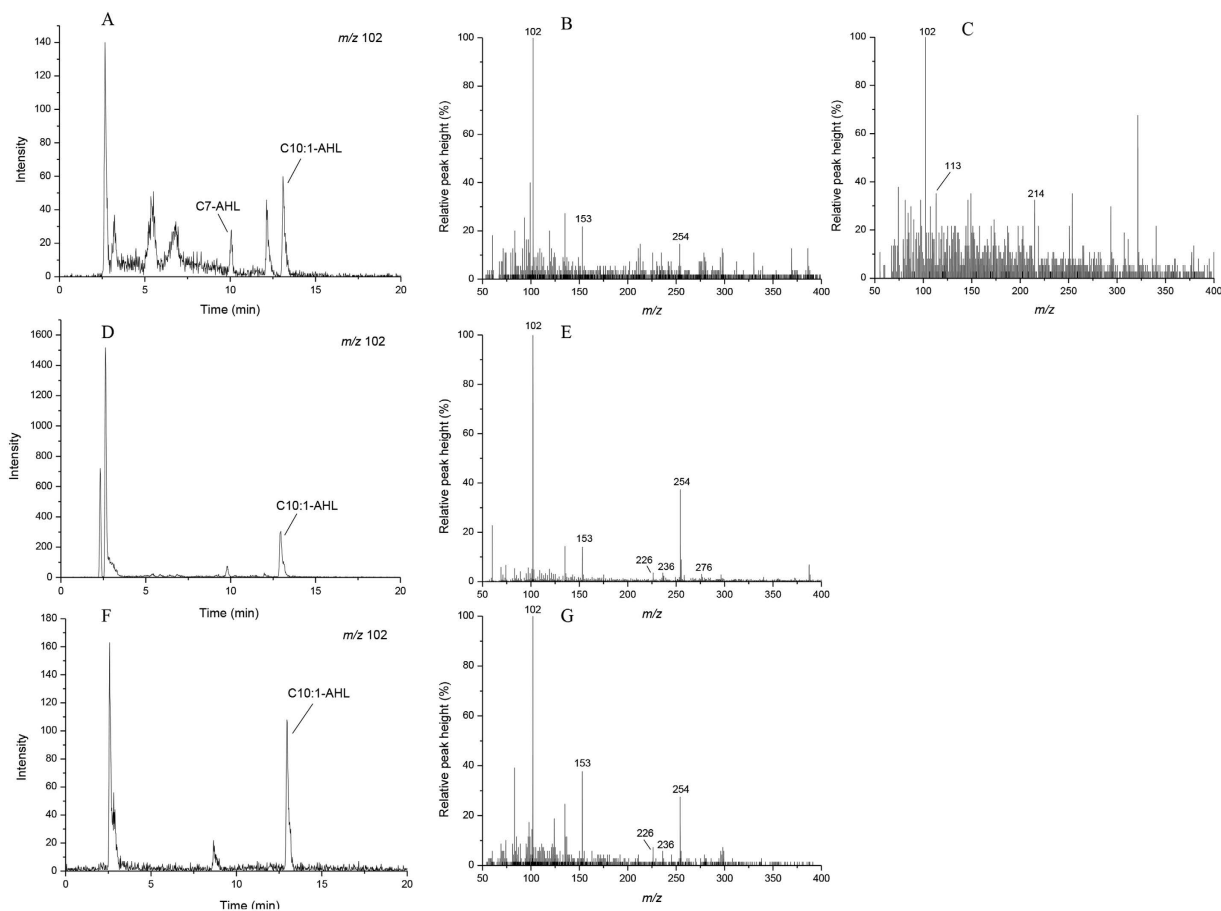 A
m/z 102
C10:1-AHL
C7-AHL
Intensity
140
120
100
80
60
40
20
0
0 5 10 15 20
Time (min)
B
Relative peak height (%)
100
80
60
40
20
0
102
153
254
50 100 150 200 250 300 350 400
m/z
C
Relative peak height (%)
100
80
60
40
20
0
102
113
214
50 100 150 200 250 300 350 400
m/z
D
m/z 102
C10:1-AHL
Intensity
1600
1400
1200
1000
800
600
400
200
0
0 5 10 15 20
Time (min)
E
Relative peak height (%)
100
80
60
40
20
0
102
153
254
226
236
276
50 100 150 200 250 300 350 400
m/z
F
m/z 102
C10:1-AHL
Intensity
180
160
140
120
100
80
60
40
20
0
0 5 10 15 20
Time (min)
G
Relative peak height (%)
100
80
60
40
20
0
102
153
254
226
236
50 100 150 200 250 300 350 400
m/z